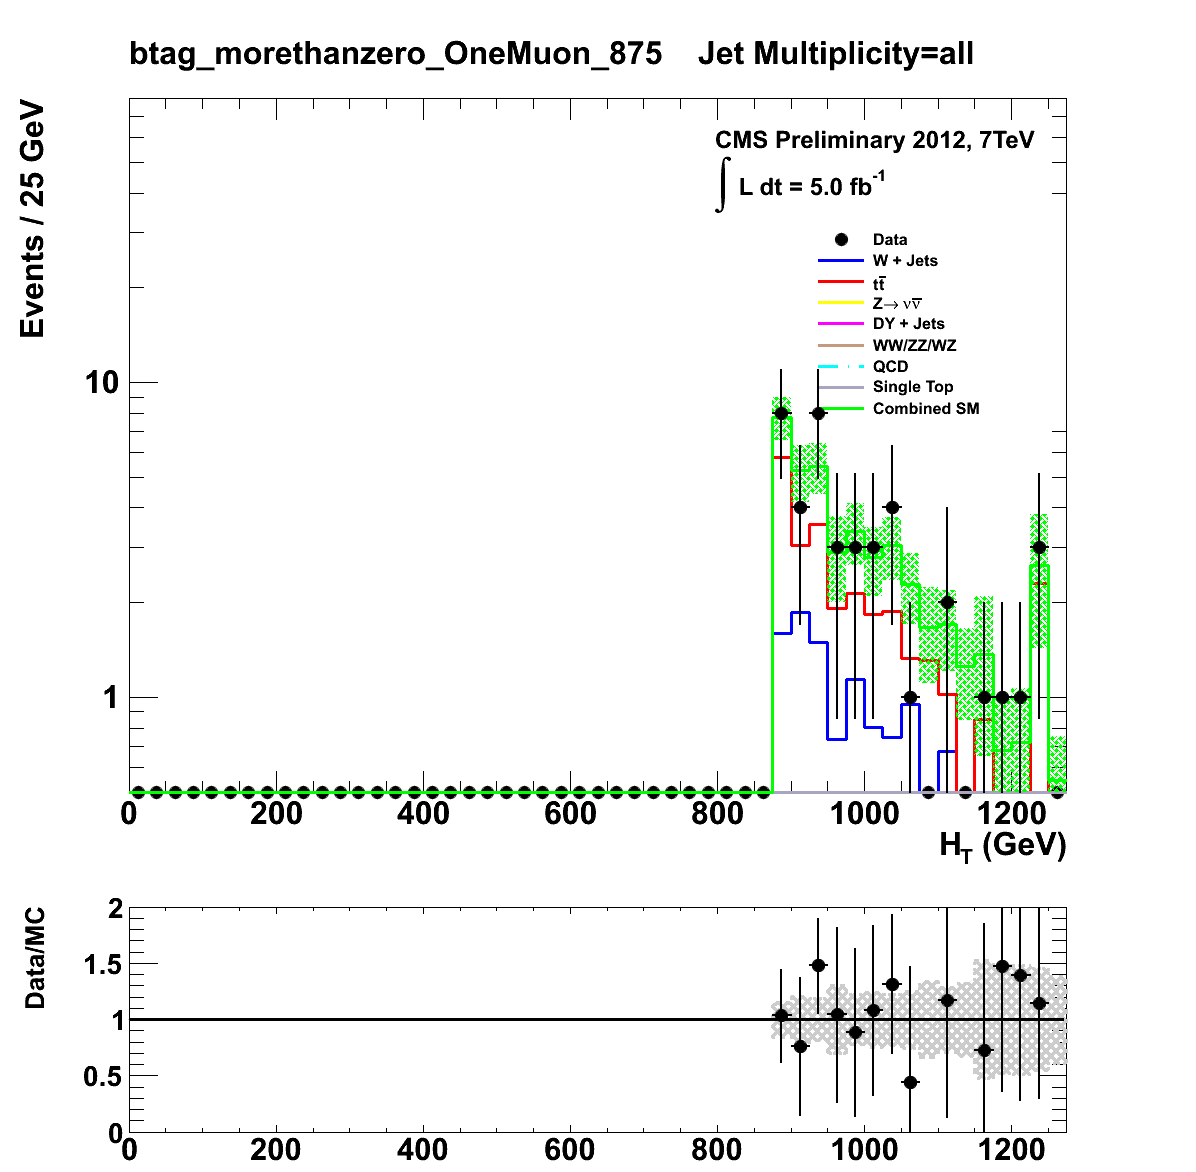 btag_morethanzero_OneMuon_875 Jet Multiplicity=all
Events / 25 GeV
CMS Preliminary 2012, 7TeV
∫ L dt = 5.0 fb⁻¹
Data
W + Jets
tt̅
Z→ νν̅
DY + Jets
WW/ZZ/WZ
QCD
Single Top
Combined SM
10
1
0 200 400 600 800 1000 1200
H_T (GeV)
Data/MC
2
1.5
1
0.5
0
0 200 400 600 800 1000 1200